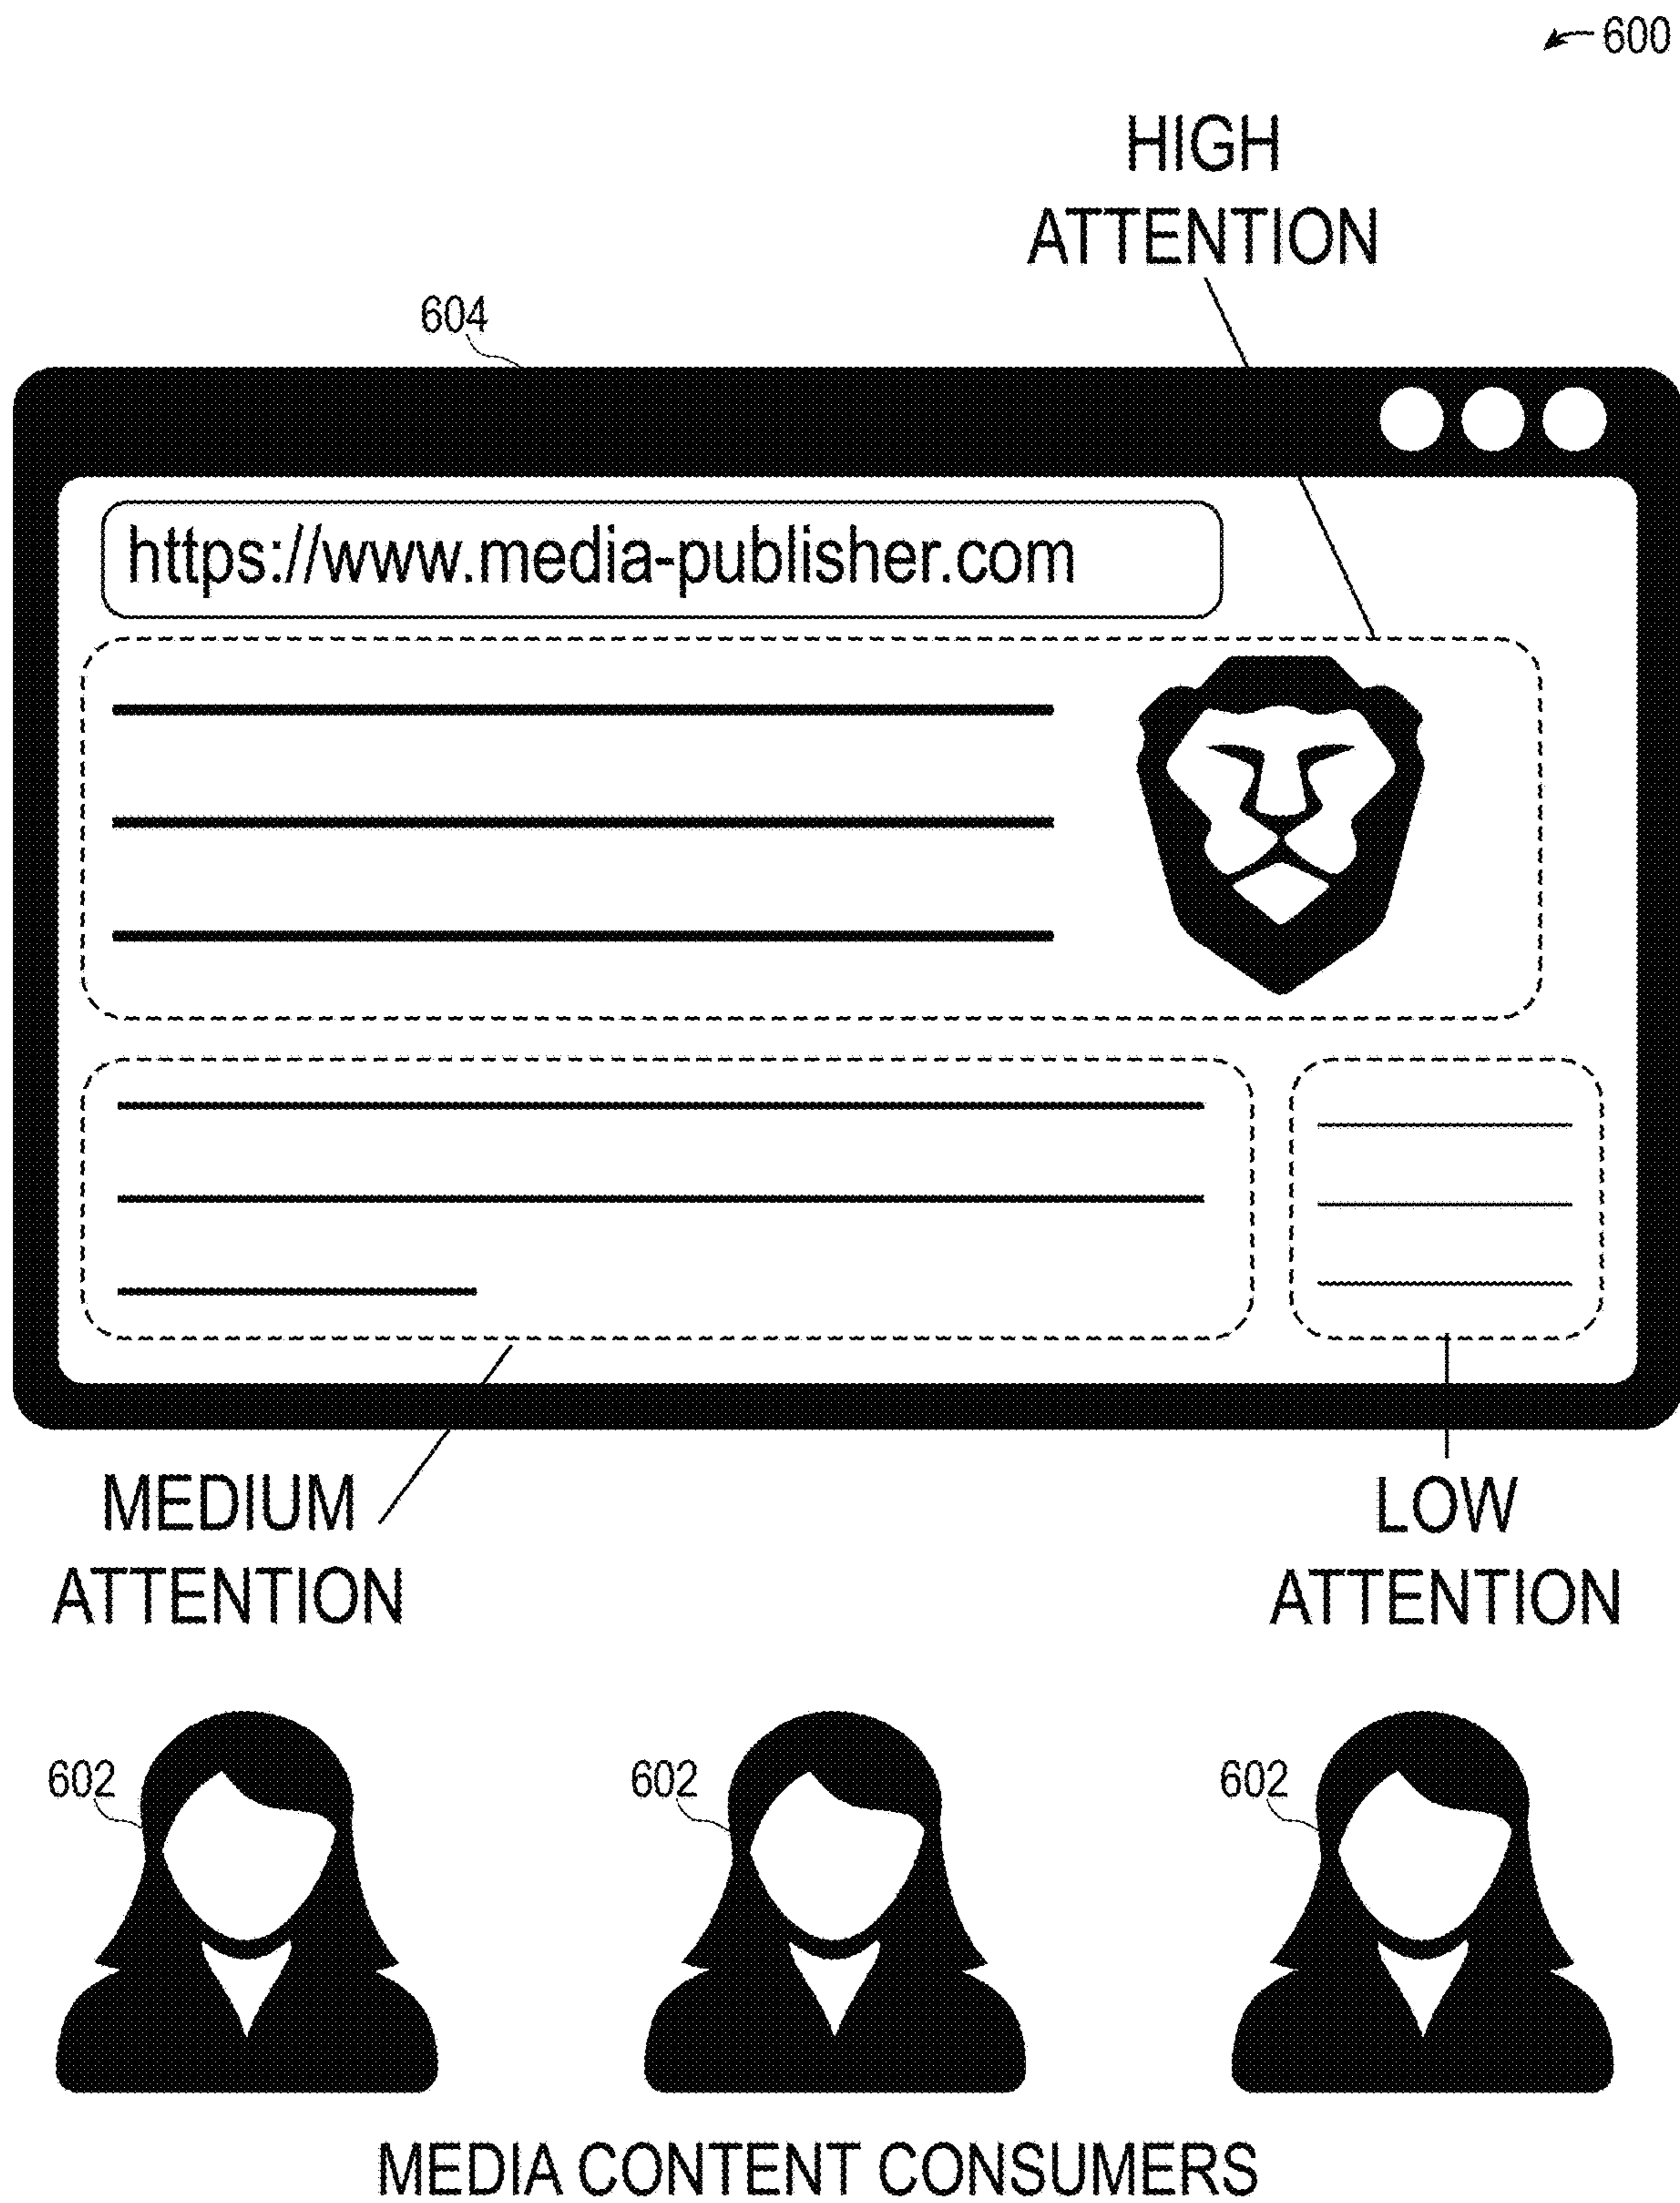 600
HIGH
ATTENTION
604
https://www.media-publisher.com
MEDIUM
ATTENTION
LOW
ATTENTION
602
602
602
MEDIA CONTENT CONSUMERS